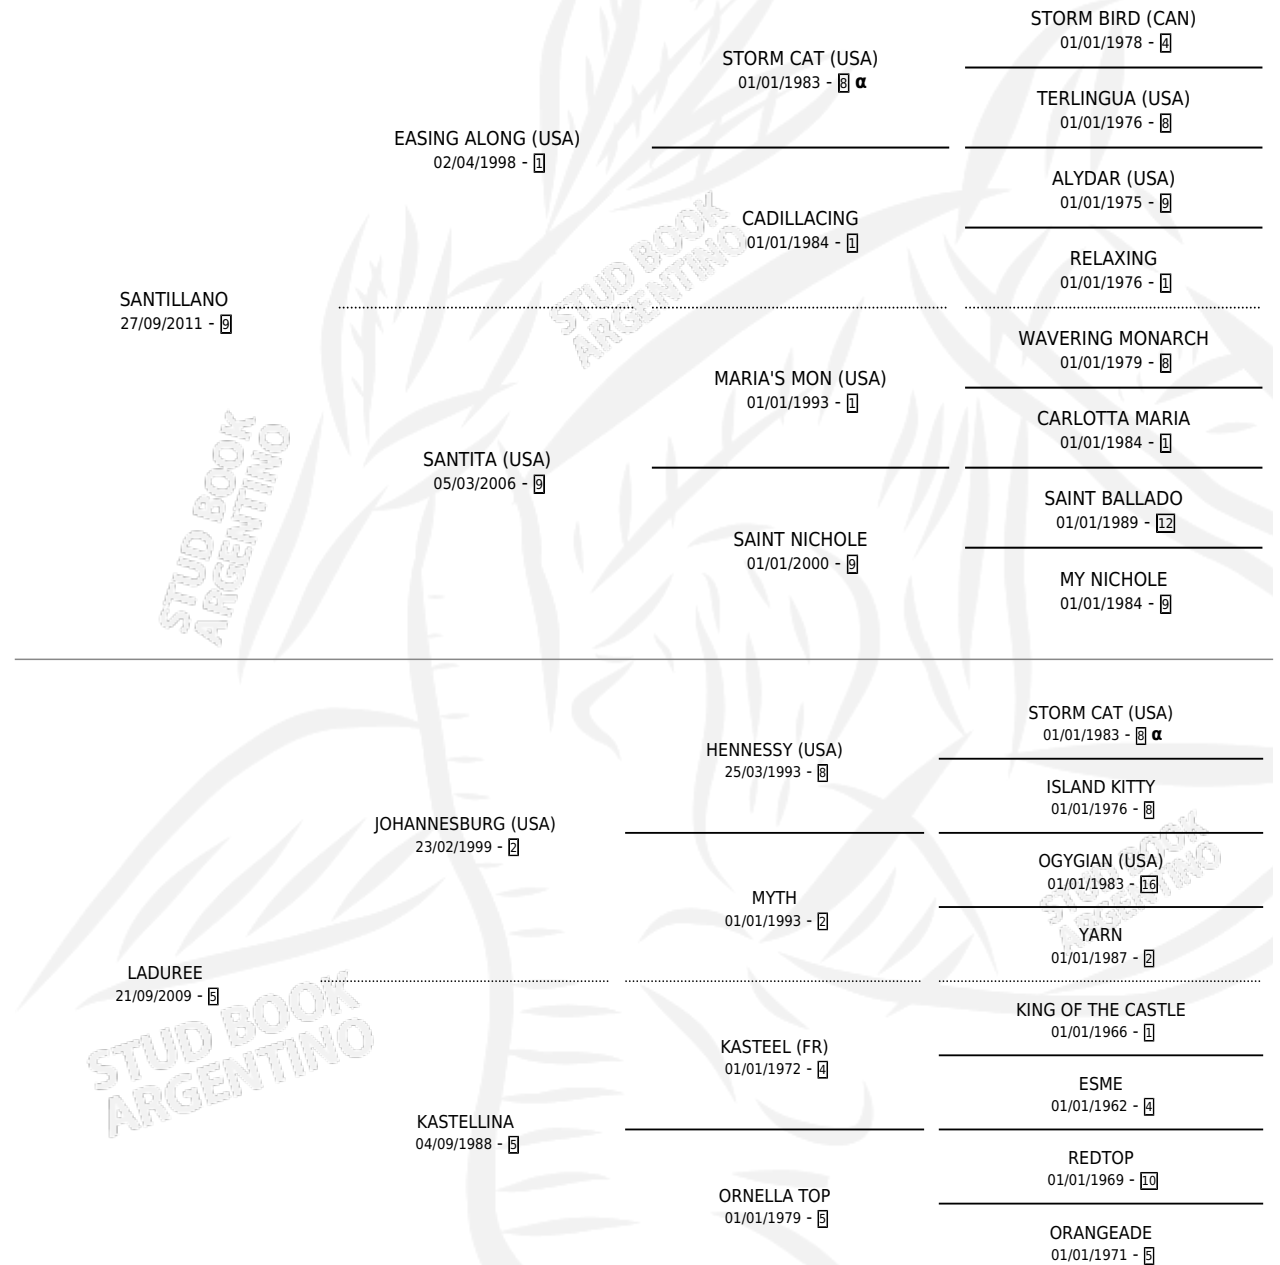 STORM BIRD (CAN)
01/01/1978 - 4
STORM CAT (USA)
01/01/1983 - 8 α
TERLINGUA (USA)
01/01/1976 - 8
EASING ALONG (USA)
02/04/1998 - 1
ALYDAR (USA)
01/01/1975 - 9
CADILLACING
01/01/1984 - 1
RELAXING
01/01/1976 - 1
SANTILLANO
27/09/2011 - 9
WAVERING MONARCH
01/01/1979 - 8
MARIA'S MON (USA)
01/01/1993 - 1
CARLOTTA MARIA
01/01/1984 - 1
SANTITA (USA)
05/03/2006 - 9
SAINT BALLADO
01/01/1989 - 12
SAINT NICHOLE
01/01/2000 - 9
MY NICHOLE
01/01/1984 - 9
STORM CAT (USA)
01/01/1983 - 8 α
HENNESSY (USA)
25/03/1993 - 8
ISLAND KITTY
01/01/1976 - 8
JOHANNESBURG (USA)
23/02/1999 - 2
OGYGIAN (USA)
01/01/1983 - 16
MYTH
01/01/1993 - 2
YARN
01/01/1987 - 2
LADUREE
21/09/2009 - 5
KING OF THE CASTLE
01/01/1966 - 1
KASTEEL (FR)
01/01/1972 - 4
ESME
01/01/1962 - 4
KASTELLINA
04/09/1988 - 5
REDTOP
01/01/1969 - 10
ORNELLA TOP
01/01/1979 - 5
ORANGEADE
01/01/1971 - 5
STUD BOOK
ARGENTINO
STUD BOOK
ARGENTINO
STUD BOOK
ARGENTINO
STUD BOOK
ARGENTINO